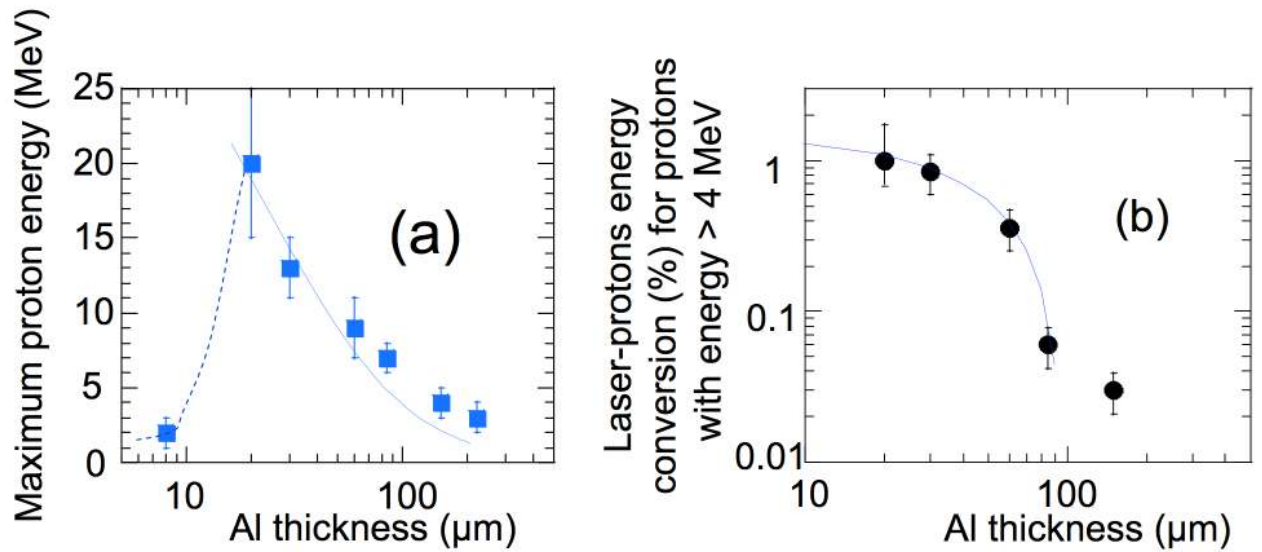 Maximum proton energy (MeV)
25
20
15
10
5
0
(a)
10
100
Al thickness (µm)
Laser-protons energy
conversion (%) for protons
with energy > 4 MeV
1
0.1
0.01
(b)
10
100
Al thickness (µm)